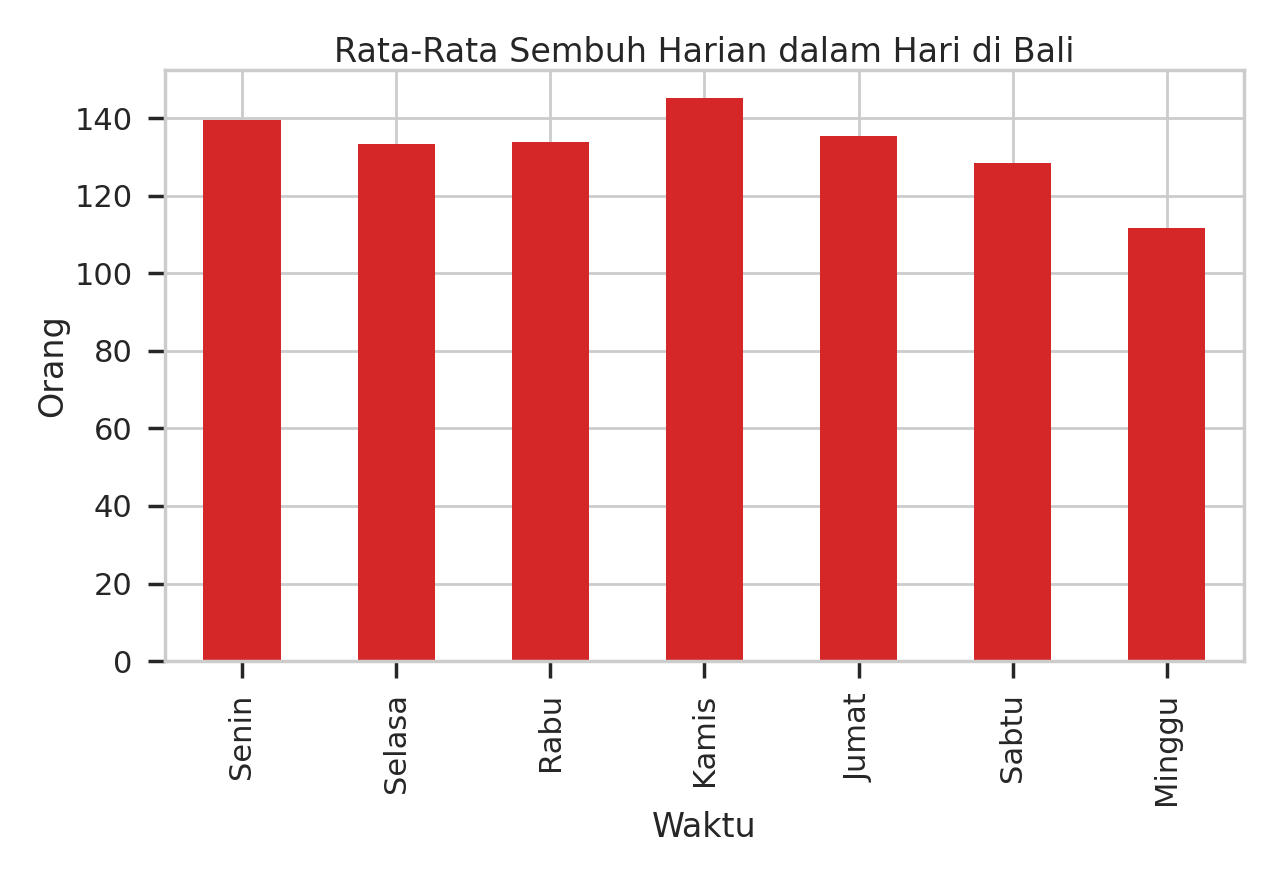 Rata-Rata Sembuh Harian dalam Hari di Bali
140
120
100
80
60
40
20
0
Orang
Senin
Selasa
Rabu
Kamis
Jumat
Sabtu
Minggu
Waktu